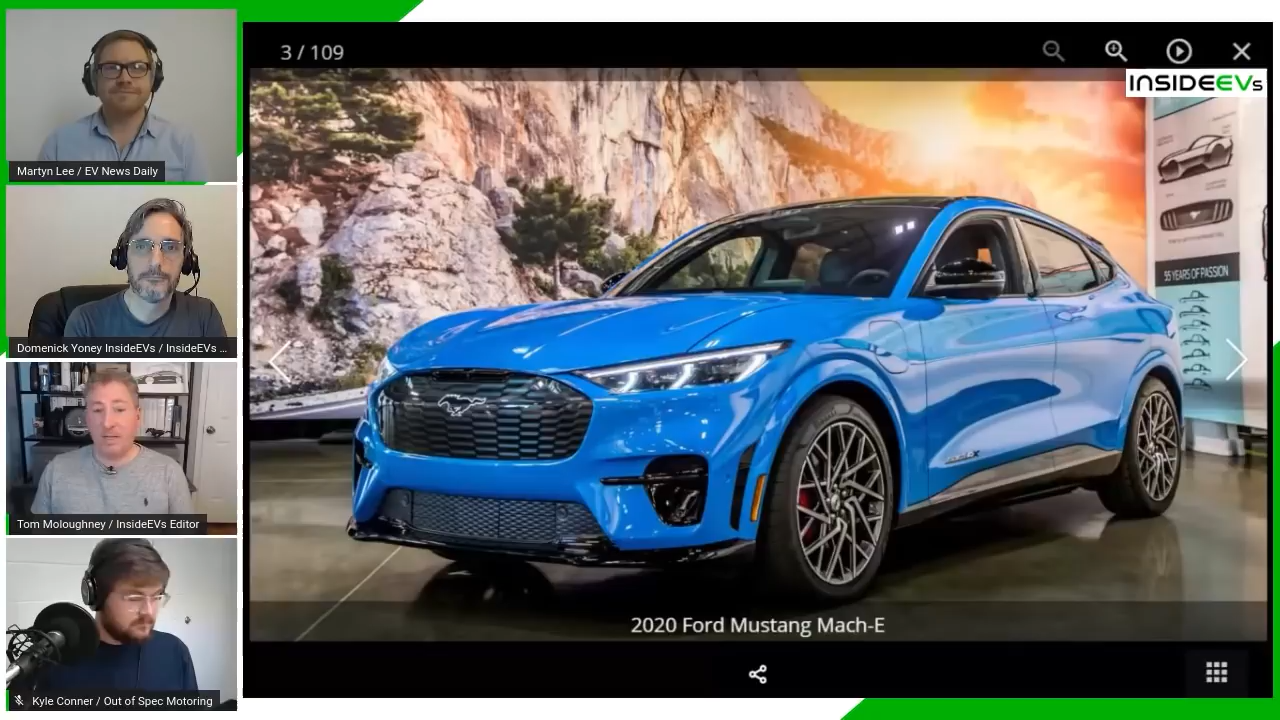 3 / 109
INSIDEEVs
55 YEARS OF PASSION
Martyn Lee / EV News Daily
Domenick Yoney InsideEVs / InsideEVs ...
Tom Moloughney / InsideEVs Editor
Kyle Conner / Out of Spec Motoring
2020 Ford Mustang Mach-E